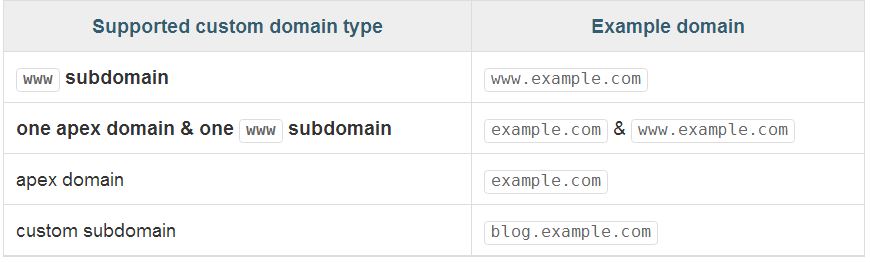 Supported custom domain type Example domain
www subdomain www.example.com
one apex domain & one www subdomain example.com & www.example.com
apex domain example.com
custom subdomain blog.example.com